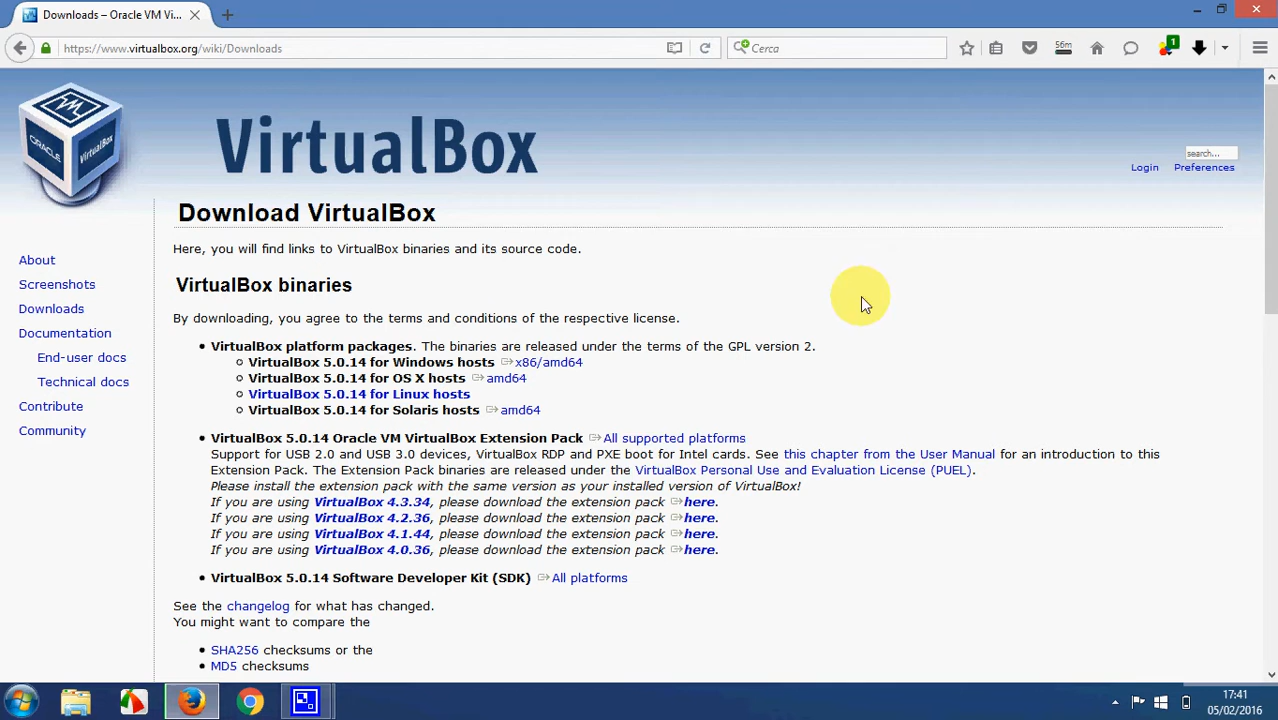 Downloads – Oracle VM Vi...
https://www.virtualbox.org/wiki/Downloads
Cerca
56m
1
ORACLE
VirtualBox
VirtualBox
search...
Login
Preferences
Download VirtualBox
Here, you will find links to VirtualBox binaries and its source code.
About
Screenshots
Downloads
Documentation
End-user docs
Technical docs
Contribute
Community
VirtualBox binaries
By downloading, you agree to the terms and conditions of the respective license.
• VirtualBox platform packages. The binaries are released under the terms of the GPL version 2.
VirtualBox 5.0.14 for Windows hosts x86/amd64
VirtualBox 5.0.14 for OS X hosts amd64
VirtualBox 5.0.14 for Linux hosts
VirtualBox 5.0.14 for Solaris hosts amd64
• VirtualBox 5.0.14 Oracle VM VirtualBox Extension Pack All supported platforms
Support for USB 2.0 and USB 3.0 devices, VirtualBox RDP and PXE boot for Intel cards. See this chapter from the User Manual for an introduction to this
Extension Pack. The Extension Pack binaries are released under the VirtualBox Personal Use and Evaluation License (PUEL).
Please install the extension pack with the same version as your installed version of VirtualBox!
If you are using VirtualBox 4.3.34, please download the extension pack here.
If you are using VirtualBox 4.2.36, please download the extension pack here.
If you are using VirtualBox 4.1.44, please download the extension pack here.
If you are using VirtualBox 4.0.36, please download the extension pack here.
• VirtualBox 5.0.14 Software Developer Kit (SDK) All platforms
See the changelog for what has changed.
You might want to compare the
• SHA256 checksums or the
• MD5 checksums
17:41
05/02/2016